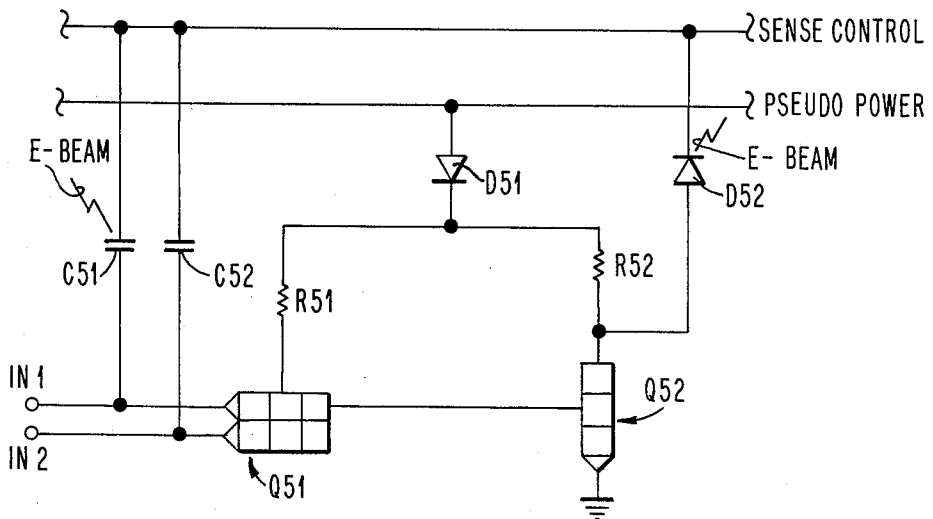 SENSE CONTROL
PSEUDO POWER
E- BEAM
E- BEAM
D51
D52
C51
C52
R51
R52
IN 1
IN 2
Q51
Q52